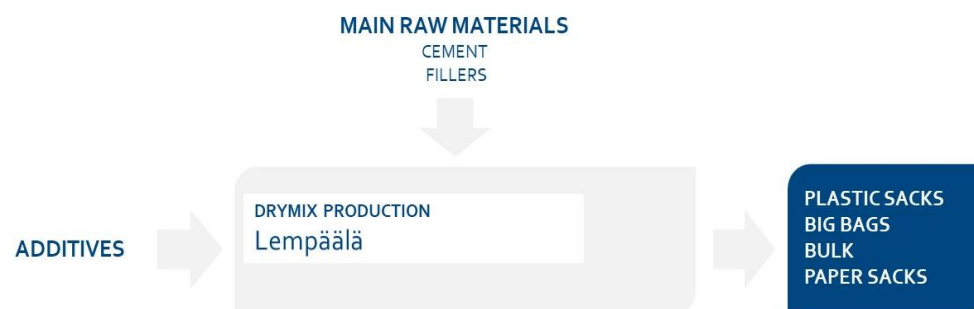 MAIN RAW MATERIALS
CEMENT
FILLERS
ADDITIVES
DRYMIX PRODUCTION
Lempäälä
PLASTIC SACKS
BIG BAGS
BULK
PAPER SACKS